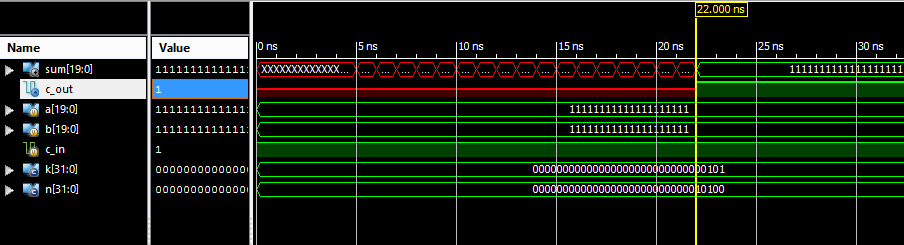 22.000 ns
Name Value 0 ns 5 ns 10 ns 15 ns 20 ns 25 ns 30 ns
sum[19:0] 111111111111111 XXXXXXXXXXXXX... ... ... ... ... ... ... ... ... ... ... ... ... ... ... ... ... ... 1111111111111111111
c_out 1
a[19:0] 111111111111111 11111111111111111111
b[19:0] 111111111111111 11111111111111111111
c_in 1
k[31:0] 000000000000000 00000000000000000000000000000101
n[31:0] 000000000000000 00000000000000000000000000010100